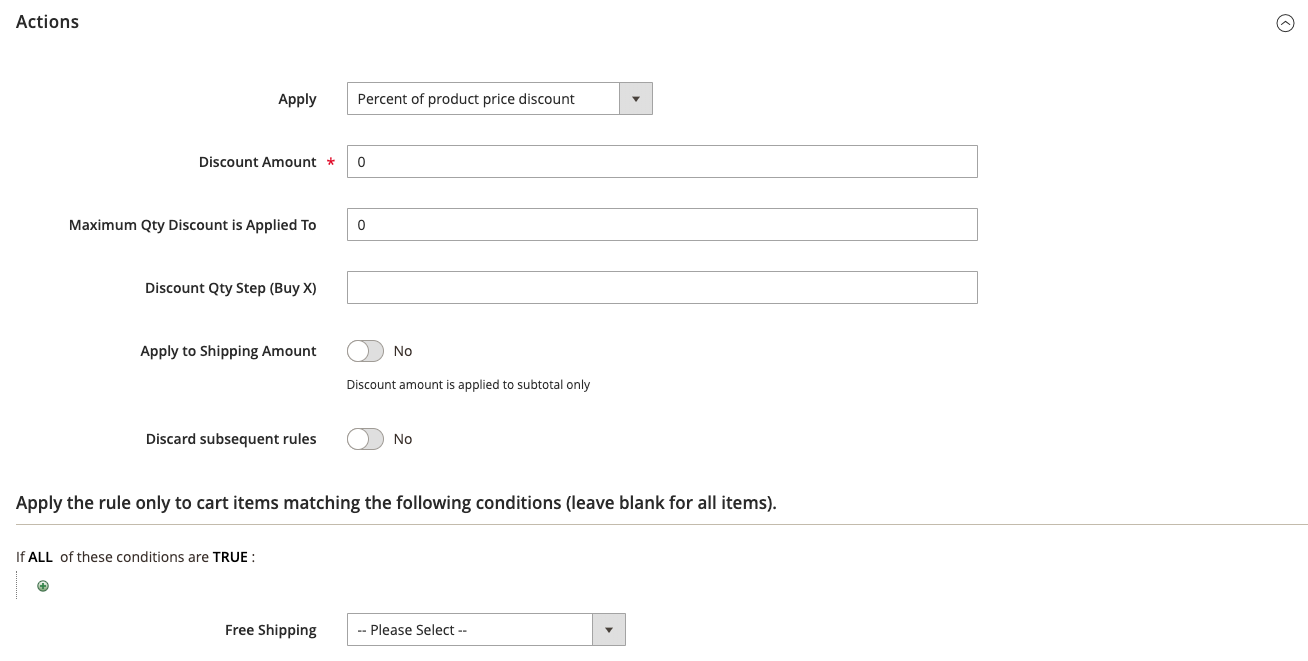 Actions
Apply Percent of product price discount
Discount Amount * 0
Maximum Qty Discount is Applied To 0
Discount Qty Step (Buy X)
Apply to Shipping Amount No
Discount amount is applied to subtotal only
Discard subsequent rules No
Apply the rule only to cart items matching the following conditions (leave blank for all items).
If ALL of these conditions are TRUE :
Free Shipping -- Please Select --